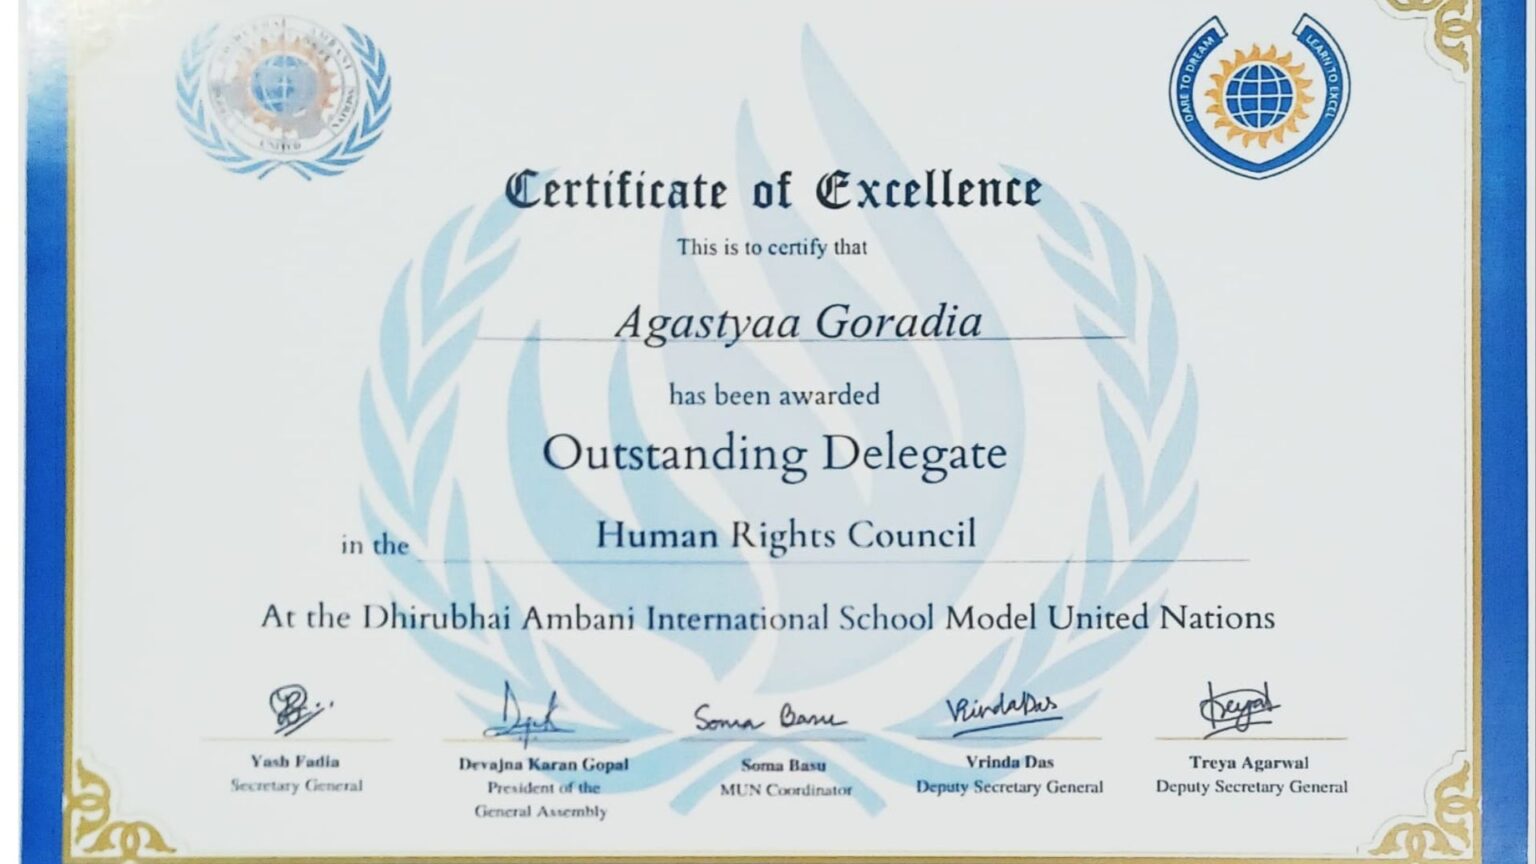 DARE TO DREAM
LEARN TO EXCEL
UNITED
Certificate of Excellence
This is to certify that
Agastyaa Goradia
has been awarded
Outstanding Delegate
in the Human Rights Council
At the Dhirubhai Ambani International School Model United Nations
Soma Basu
Vrinda Das
Yash Fadia
Secretary General
Devajna Karan Gopal
President of the
General Assembly
Soma Basu
MUN Coordinator
Vrinda Das
Deputy Secretary General
Treya Agarwal
Deputy Secretary General